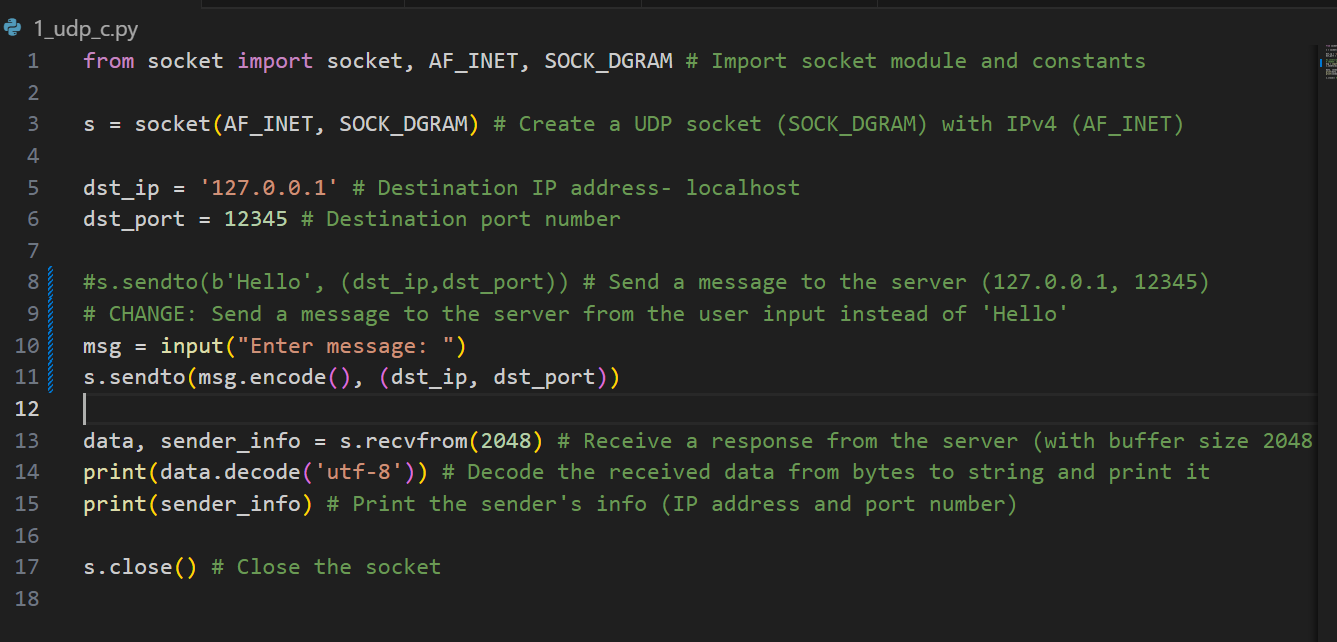 1_udp_c.py
1 from socket import socket, AF_INET, SOCK_DGRAM # Import socket module and constants
2
3 s = socket(AF_INET, SOCK_DGRAM) # Create a UDP socket (SOCK_DGRAM) with IPv4 (AF_INET)
4
5 dst_ip = '127.0.0.1' # Destination IP address- localhost
6 dst_port = 12345 # Destination port number
7
8 #s.sendto(b'Hello', (dst_ip,dst_port)) # Send a message to the server (127.0.0.1, 12345)
9 # CHANGE: Send a message to the server from the user input instead of 'Hello'
10 msg = input("Enter message: ")
11 s.sendto(msg.encode(), (dst_ip, dst_port))
12
13 data, sender_info = s.recvfrom(2048) # Receive a response from the server (with buffer size 2048
14 print(data.decode('utf-8')) # Decode the received data from bytes to string and print it
15 print(sender_info) # Print the sender's info (IP address and port number)
16
17 s.close() # Close the socket
18